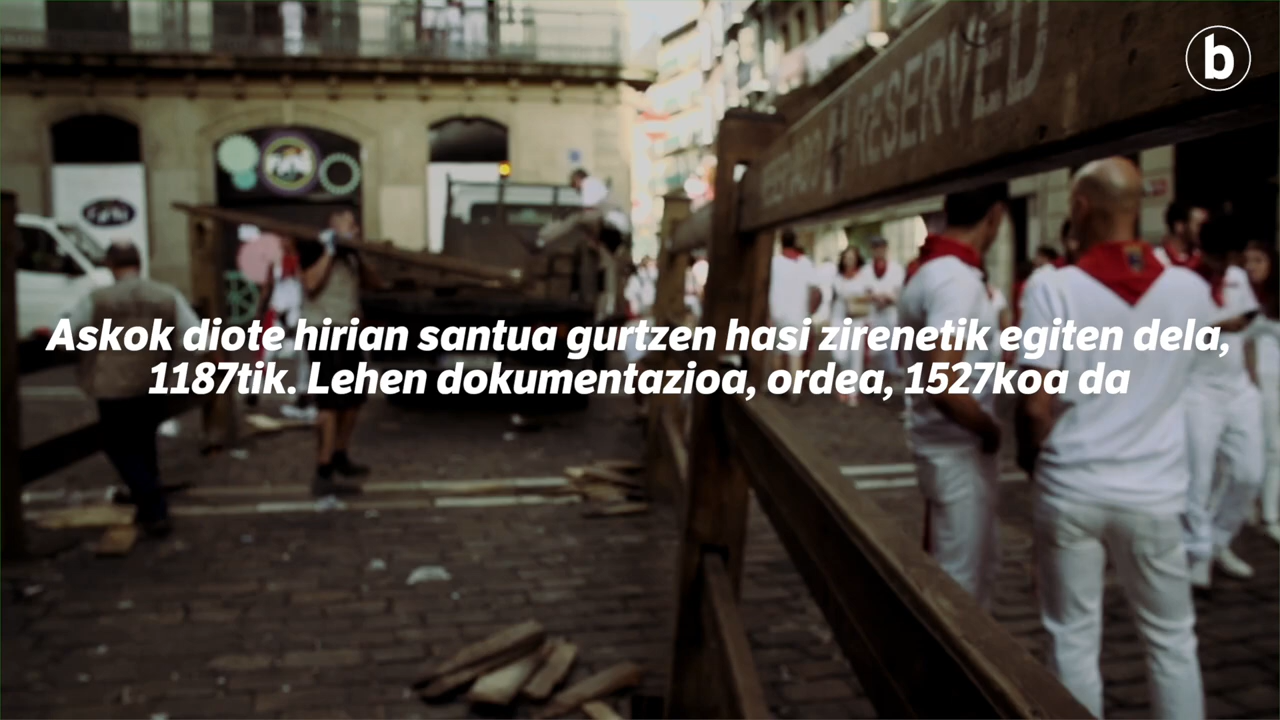 b
RESERVED
Askok diote hirian santua gurtzen hasi zirenetik egiten dela,
1187tik. Lehen dokumentazioa, ordea, 1527koa da